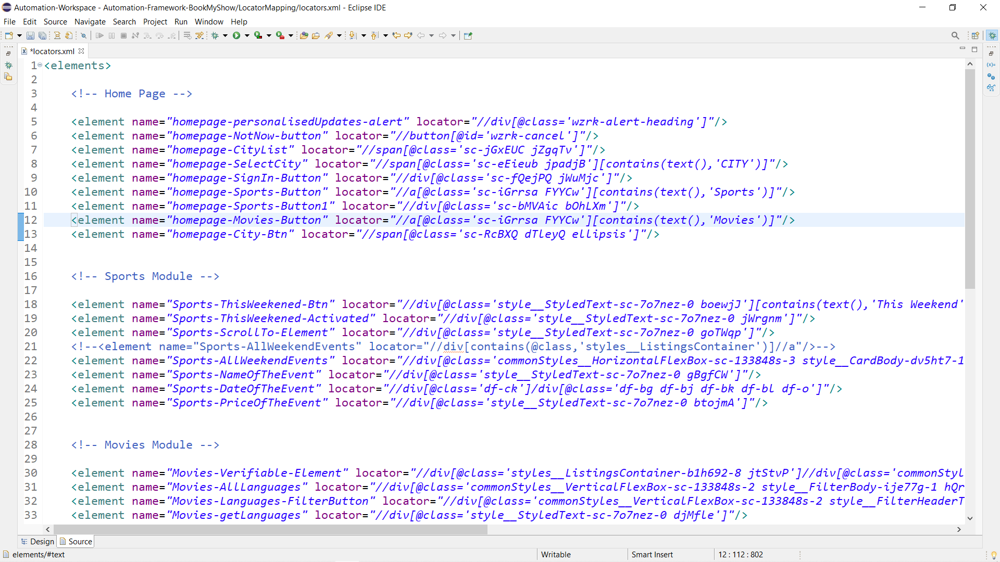 Automation-Workspace - Automation-Framework-BookMyShow/LocatorMapping/locators.xml - Eclipse IDE
File Edit Source Navigate Search Project Run Window Help
*locators.xml
1 <elements>
2
3 <!-- Home Page -->
4
5 <element name="homepage-personalisedUpdates-alert" locator="//div[@class='wzrk-alert-heading']"/>
6 <element name="homepage-NotNow-button" locator="//button[@id='wzrk-cancel']"/>
7 <element name="homepage-CityList" locator="//span[@class='sc-jGxEUC jZgqTv']"/>
8 <element name="homepage-SelectCity" locator="//span[@class='sc-eEieub jpadjB'][contains(text(),'CITY')]"/>
9 <element name="homepage-SignIn-Button" locator="//div[@class='sc-fQejPQ jWuMjc']"/>
10 <element name="homepage-Sports-Button" locator="//a[@class='sc-iGrrsa FYYCw'][contains(text(),'Sports')]"/>
11 <element name="homepage-Sports-Button1" locator="//div[@class='sc-bMVAic bOhLXm']"/>
12 <element name="homepage-Movies-Button" locator="//a[@class='sc-iGrrsa FYYCw'][contains(text(),'Movies')]"/>
13 <element name="homepage-City-Btn" locator="//span[@class='sc-RcBXQ dTleyQ ellipsis']"/>
14
15
16 <!-- Sports Module -->
17
18 <element name="Sports-ThisWeekened-Btn" locator="//div[@class='style__StyledText-sc-7o7nez-0 boewjJ'][contains(text(),'This Weekend'
19 <element name="Sports-ThisWeekened-Activated" locator="//div[@class='style__StyledText-sc-7o7nez-0 jWrgnm']"/>
20 <element name="Sports-ScrollTo-Element" locator="//div[@class='style__StyledText-sc-7o7nez-0 goTWqp']"/>
21 <!--<element name="Sports-AllWeekendEvents" locator="//div[contains(@class,'styles__ListingsContainer')]//a"/>-->
22 <element name="Sports-AllWeekendEvents" locator="//div[@class='commonStyles__HorizontalFlexBox-sc-133848s-3 style__CardBody-dv5ht7-1
23 <element name="Sports-NameOfTheEvent" locator="//div[@class='style__StyledText-sc-7o7nez-0 gBgfCW']"/>
24 <element name="Sports-DateOfTheEvent" locator="//div[@class='df-ck']/div[@class='df-bg df-bj df-bk df-bl df-o']"/>
25 <element name="Sports-PriceOfTheEvent" locator="//div[@class='style__StyledText-sc-7o7nez-0 btojmA']"/>
26
27
28 <!-- Movies Module -->
29
30 <element name="Movies-Verifiable-Element" locator="//div[@class='styles__ListingsContainer-b1h692-8 jtStvP']//div[@class='commonStyl
31 <element name="Movies-AllLanguages" locator="//div[@class='commonStyles__VerticalFlexBox-sc-133848s-2 style__FilterBody-ije77g-1 hQr
32 <element name="Movies-Languages-FilterButton" locator="//div[@class='commonStyles__VerticalFlexBox-sc-133848s-2 style__FilterHeaderT
33 <element name="Movies-getLanguages" locator="//div[@class='style__StyledText-sc-7o7nez-0 djMfle']"/>
Design Source
elements/#text Writable Smart Insert 12 : 112 : 802